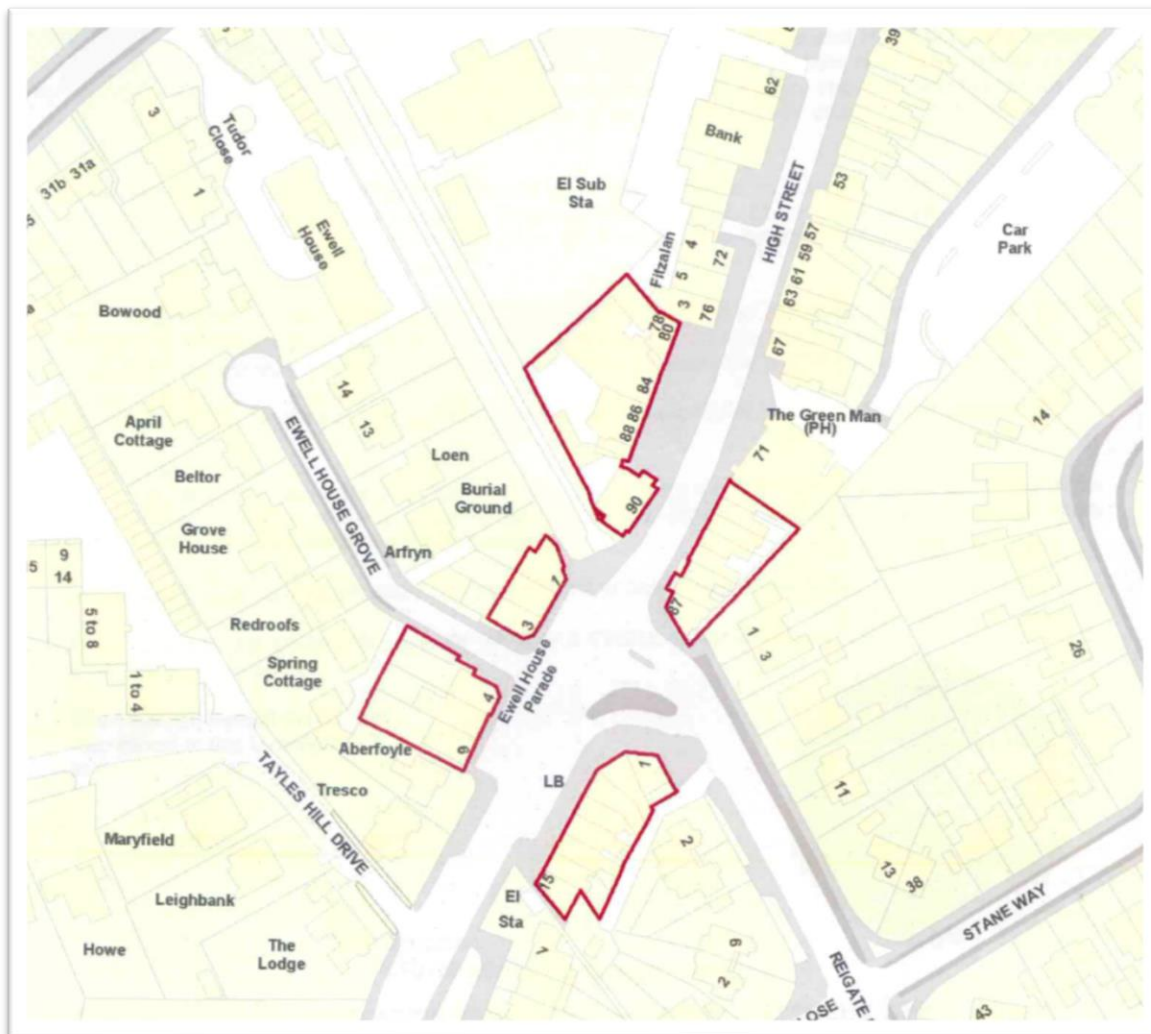 39
62
3
Tudor
Close
Bank
31b 31a
El Sub
Sta
53
1
HIGH STREET
Ewell
House
Fitzalan
4
72
57
59
Car
Park
5
61
63
3
76
Bowood
78
80
67
14
84
The Green Man
(PH)
14
April
Cottage
86
88
13
EWELL HOUSE GROVE
Loen
71
Beltor
Burial
Ground
90
Grove
House
Arfryn
5
9
14
1
87
5 to 8
Redroofs
3
1
3
26
Spring
Cottage
1 to 4
4
Ewell House
Parade
Aberfoyle
6
TAYLES HILL DRIVE
LB
1
Tresco
11
Maryfield
2
13
38
15
Leighbank
El
Sta
STANE WAY
Howe
The
Lodge
1
6
2
REIGATE
OSE
43